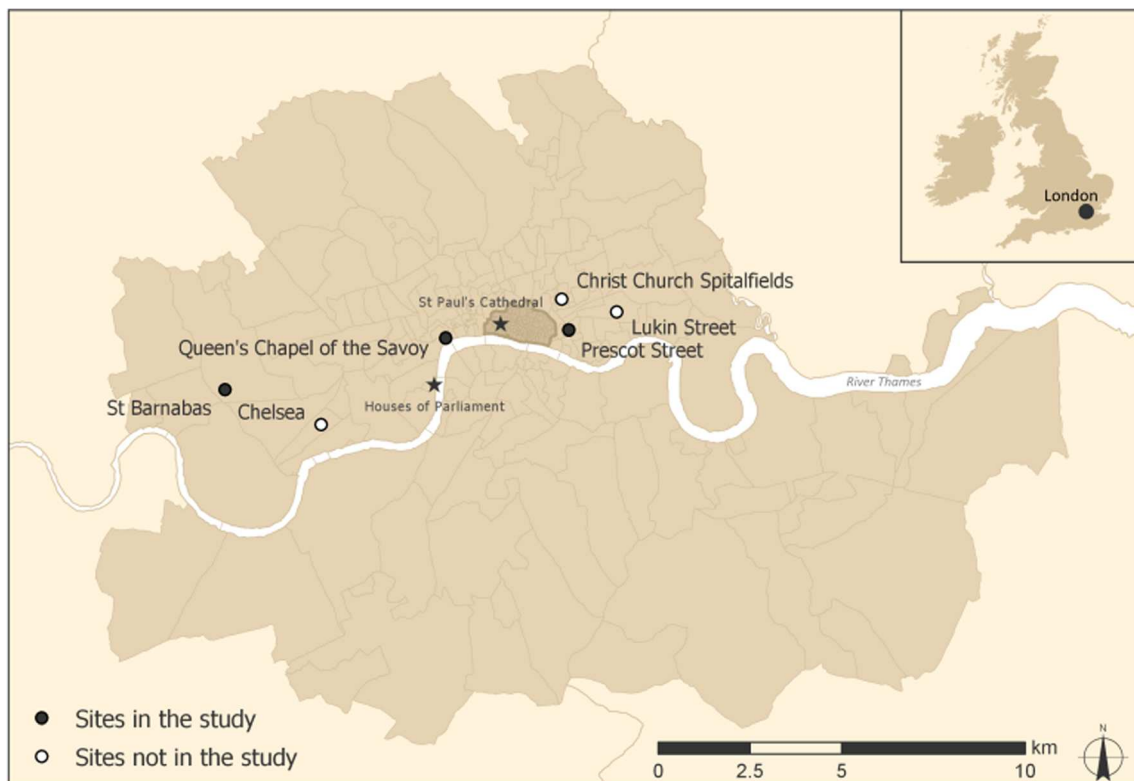 London
Christ Church Spitalfields
St Paul's Cathedral
Lukin Street
Queen's Chapel of the Savoy
Prescot Street
River Thames
St Barnabas
Chelsea
Houses of Parliament
Sites in the study
Sites not in the study
km
0 2.5 5 10
N